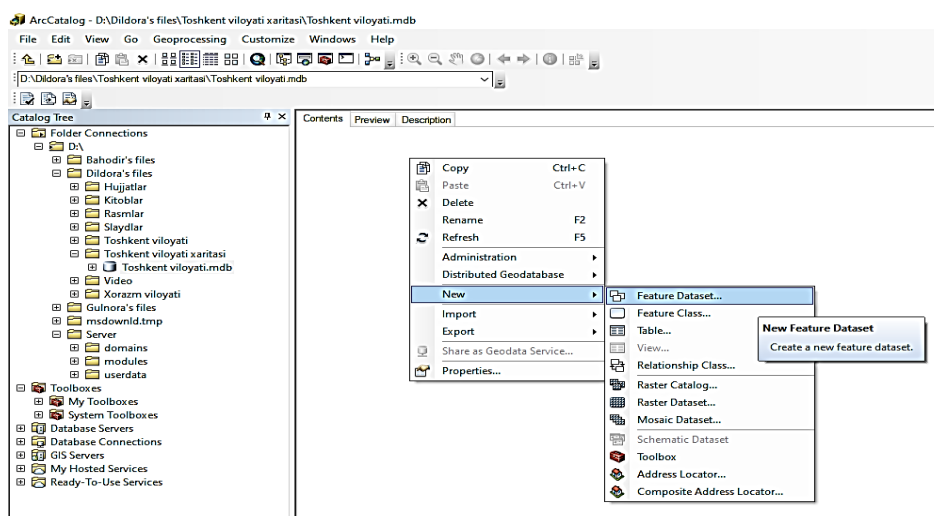 ArcCatalog - D:\Dildora's files\Toshkent viloyati xaritasi\Toshkent viloyati.mdb
File Edit View Go Geoprocessing Customize Windows Help
D:\Dildora's files\Toshkent viloyati xaritasi\Toshkent viloyati.mdb
Catalog Tree
Folder Connections
D:\
Bahodir's files
Dildora's files
Hujjatlar
Kitoblar
Rasmlar
Slaydlar
Toshkent viloyati
Toshkent viloyati xaritasi
Toshkent viloyati.mdb
Video
Xorazm viloyati
Gulnora's files
msdownld.tmp
Server
domains
modules
userdata
Toolboxes
My Toolboxes
System Toolboxes
Database Servers
Database Connections
GIS Servers
My Hosted Services
Ready-To-Use Services
Contents Preview Description
Copy Ctrl+C
Paste Ctrl+V
Delete
Rename F2
Refresh F5
Administration
Distributed Geodatabase
New
Import
Export
Share as Geodata Service...
Properties...
Feature Dataset...
Feature Class...
Table...
View...
Relationship Class...
Raster Catalog...
Raster Dataset...
Mosaic Dataset...
Schematic Dataset
Toolbox
Address Locator...
Composite Address Locator...
New Feature Dataset
Create a new feature dataset.